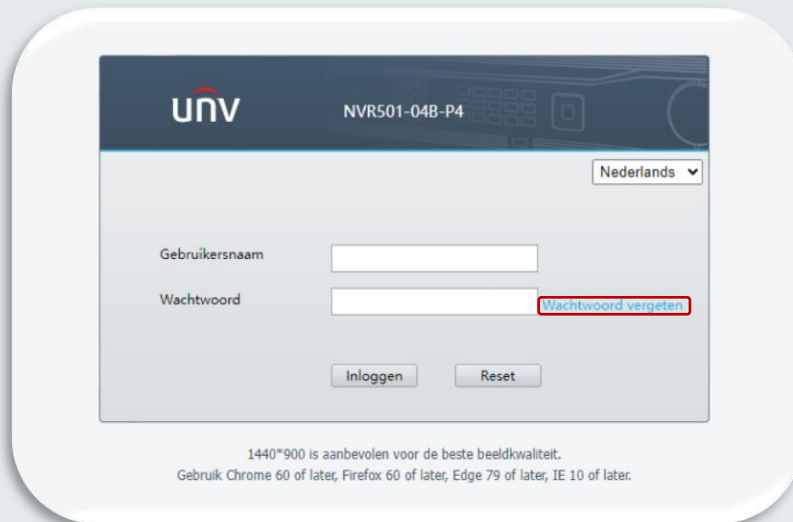 unv
NVR501-04B-P4
Nederlands
Gebruikersnaam
Wachtwoord
Wachtwoord vergeten
Inloggen
Reset
1440*900 is aanbevolen voor de beste beeldkwaliteit.
Gebruik Chrome 60 of later, Firefox 60 of later, Edge 79 of later, IE 10 of later.